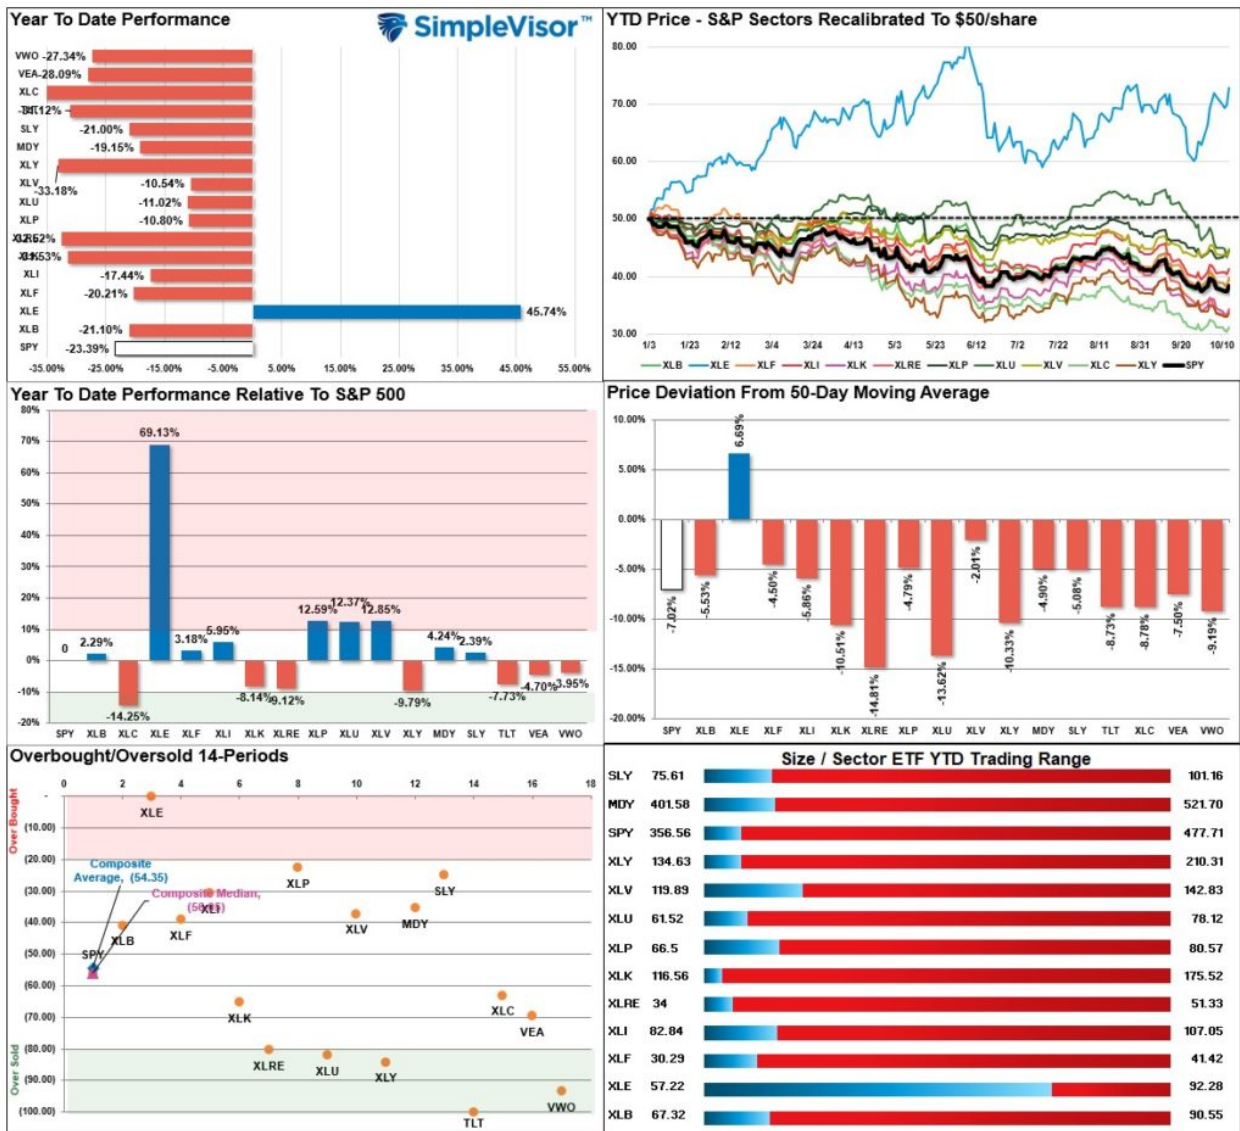 Year To Date Performance
SimpleVisor™
VWO -27.34%
VEA -28.09%
XLC
-31.12%
SLY -21.00%
MDY -19.15%
XLY
-33.18%
XLV -10.54%
XLU -11.02%
XLP -10.80%
XLRE -32.52%
XLK
XLI -17.44%
XLF -20.21%
XLE 45.74%
XLB -21.10%
SPY -23.39%
-35.00% -25.00% -15.00% -5.00% 5.00% 15.00% 25.00% 35.00% 45.00% 55.00%
YTD Price - S&P Sectors Recalibrated To $50/share
80.00
70.00
60.00
50.00
40.00
30.00
1/3 1/23 2/12 3/4 3/24 4/13 5/3 5/23 6/12 7/2 7/22 8/11 8/31 9/20 10/10
XLB XLE XLF XLI XLK XLRE XLP XLU XLV XLC XLY SPY
Year To Date Performance Relative To S&P 500
80%
70%
60%
50%
40%
30%
20%
10%
0%
-10%
-20%
0 2.29% -14.25% 69.13% 3.18% 5.95% -8.14% -9.12% 12.59% 12.37% 12.85% -9.79% 4.24% 2.39% -7.73% -4.70% -3.95%
SPY XLB XLC XLE XLF XLI XLK XLRE XLP XLU XLV XLY MDY SLY TLT VEA VWO
Price Deviation From 50-Day Moving Average
10.00%
5.00%
0.00%
-5.00%
-10.00%
-15.00%
-20.00%
-7.02% -5.53% 6.69% -4.50% -5.86% -10.51% -14.81% -4.79% -13.62% -2.01% -10.33% -4.90% -5.08% -8.73% -8.78% -7.50% -9.19%
SPY XLB XLE XLF XLI XLK XLRE XLP XLU XLV XLY MDY SLY TLT XLC VEA VWO
Overbought/Oversold 14-Periods
0 2 4 6 8 10 12 14 16 18
-
(10.00)
(20.00)
(30.00)
(40.00)
(50.00)
(60.00)
(70.00)
(80.00)
(90.00)
(100.00)
Over Bought
Over Sold
XLE
Composite
Average, (54.35)
Composite Median,
XLP
SLY
XLI
XLB
XLF
XLV
MDY
SPY
XLK
XLC
VEA
XLRE
XLU
XLY
VWO
TLT
Size / Sector ETF YTD Trading Range
SLY 75.61 101.16
MDY 401.58 521.70
SPY 356.56 477.71
XLY 134.63 210.31
XLV 119.89 142.83
XLU 61.52 78.12
XLP 66.5 80.57
XLK 116.56 175.52
XLRE 34 51.33
XLI 82.84 107.05
XLF 30.29 41.42
XLE 57.22 92.28
XLB 67.32 90.55